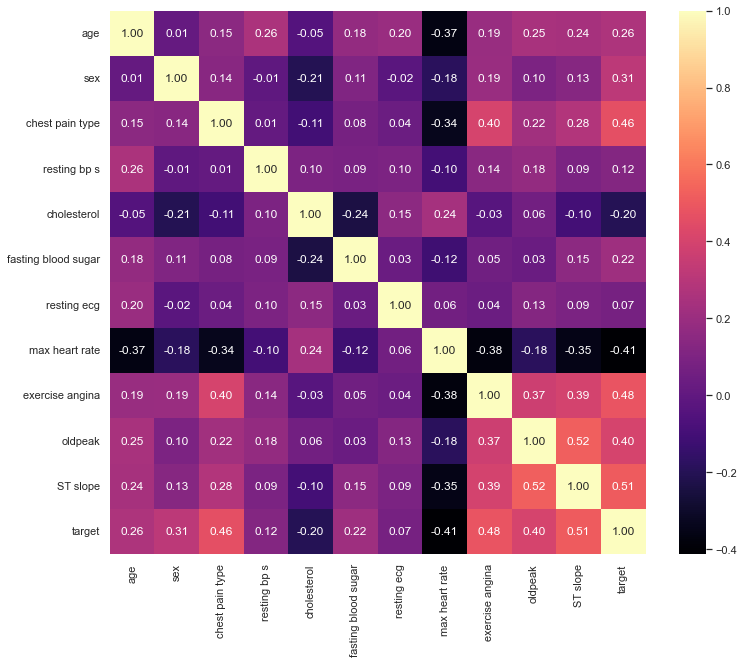 age 1.00 0.01 0.15 0.26 -0.05 0.18 0.20 -0.37 0.19 0.25 0.24 0.26
sex 0.01 1.00 0.14 -0.01 -0.21 0.11 -0.02 -0.18 0.19 0.10 0.13 0.31
chest pain type 0.15 0.14 1.00 0.01 -0.11 0.08 0.04 -0.34 0.40 0.22 0.28 0.46
resting bp s 0.26 -0.01 0.01 1.00 0.10 0.09 0.10 -0.10 0.14 0.18 0.09 0.12
cholesterol -0.05 -0.21 -0.11 0.10 1.00 -0.24 0.15 0.24 -0.03 0.06 -0.10 -0.20
fasting blood sugar 0.18 0.11 0.08 0.09 -0.24 1.00 0.03 -0.12 0.05 0.03 0.15 0.22
resting ecg 0.20 -0.02 0.04 0.10 0.15 0.03 1.00 0.06 0.04 0.13 0.09 0.07
max heart rate -0.37 -0.18 -0.34 -0.10 0.24 -0.12 0.06 1.00 -0.38 -0.18 -0.35 -0.41
exercise angina 0.19 0.19 0.40 0.14 -0.03 0.05 0.04 -0.38 1.00 0.37 0.39 0.48
oldpeak 0.25 0.10 0.22 0.18 0.06 0.03 0.13 -0.18 0.37 1.00 0.52 0.40
ST slope 0.24 0.13 0.28 0.09 -0.10 0.15 0.09 -0.35 0.39 0.52 1.00 0.51
target 0.26 0.31 0.46 0.12 -0.20 0.22 0.07 -0.41 0.48 0.40 0.51 1.00
age
sex
chest pain type
resting bp s
cholesterol
fasting blood sugar
resting ecg
max heart rate
exercise angina
oldpeak
ST slope
target
1.0
0.8
0.6
0.4
0.2
0.0
−0.2
−0.4